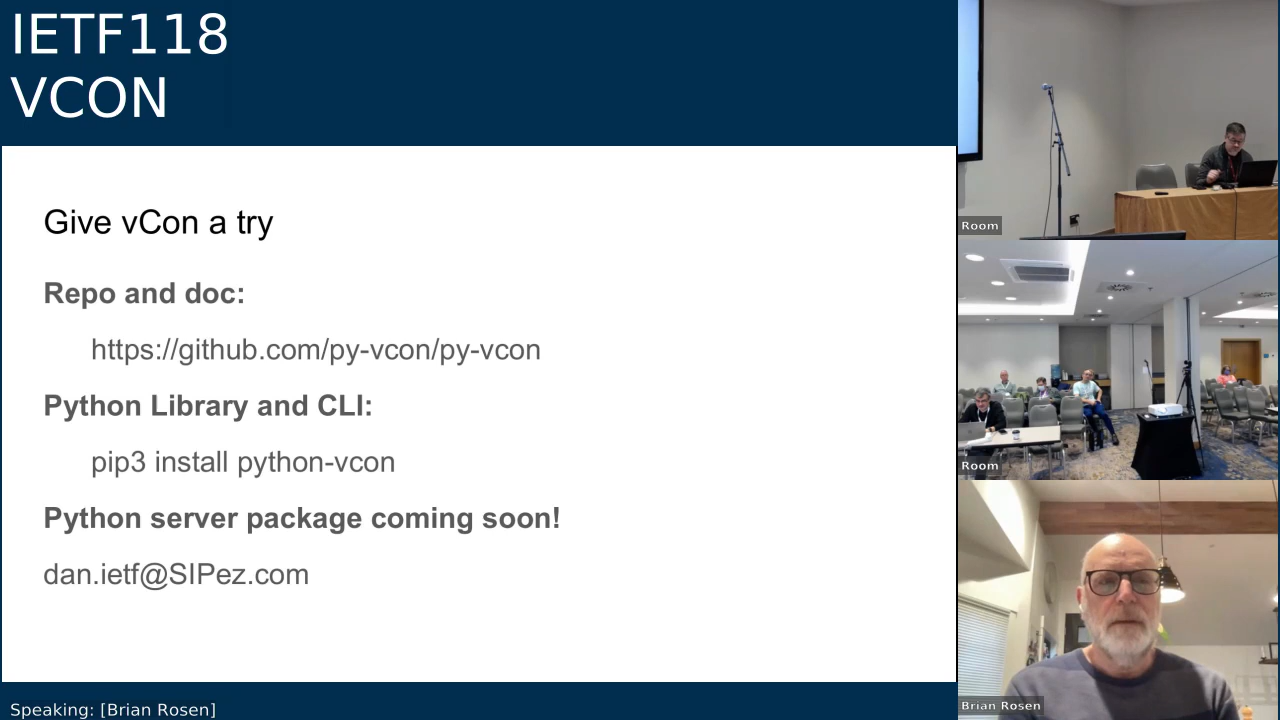 IETF118
VCON
Give vCon a try
Repo and doc:
https://github.com/py-vcon/py-vcon
Python Library and CLI:
pip3 install python-vcon
Python server package coming soon!
dan.ietf@SIPez.com
Speaking: [Brian Rosen]
Room
Room
Brian Rosen